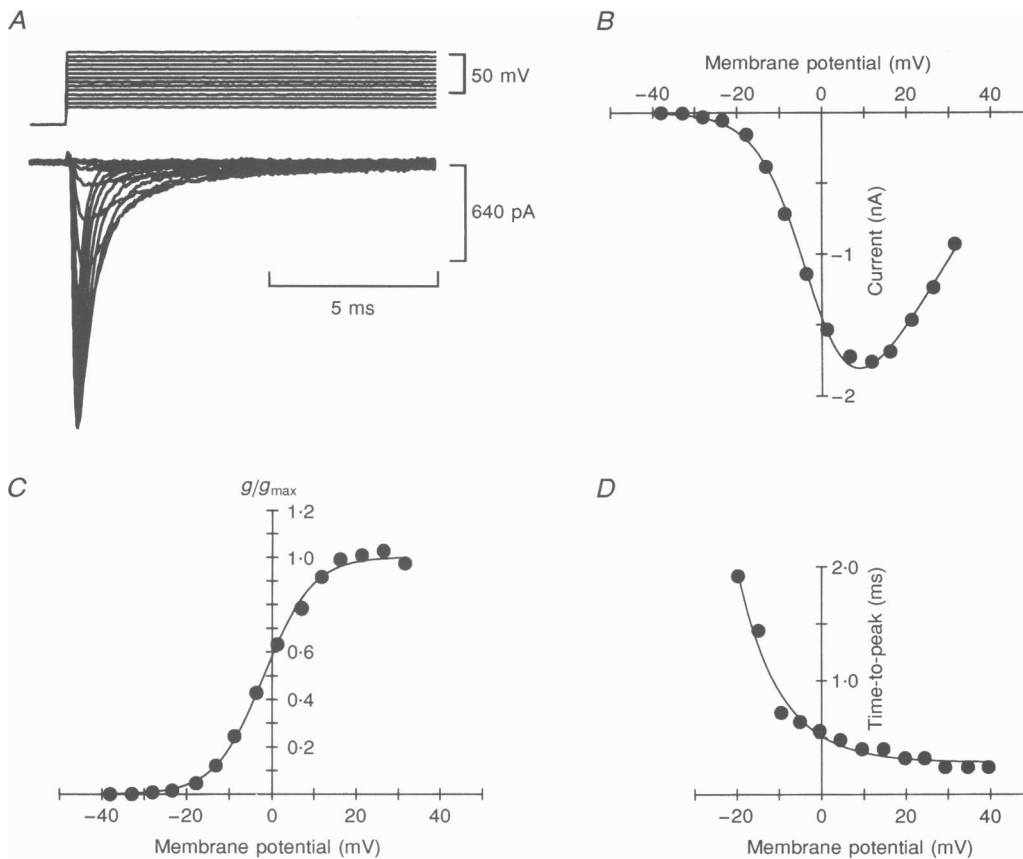 A
50 mV
640 pA
5 ms
B
Membrane potential (mV)
−40 −20 0 20 40
Current (nA)
−1
−2
C
g/gmax
1·2
1·0
0·8
0·6
0·4
0·2
−40 −20 0 20 40
Membrane potential (mV)
D
2·0
Time-to-peak (ms)
1·0
−20 0 20 40
Membrane potential (mV)